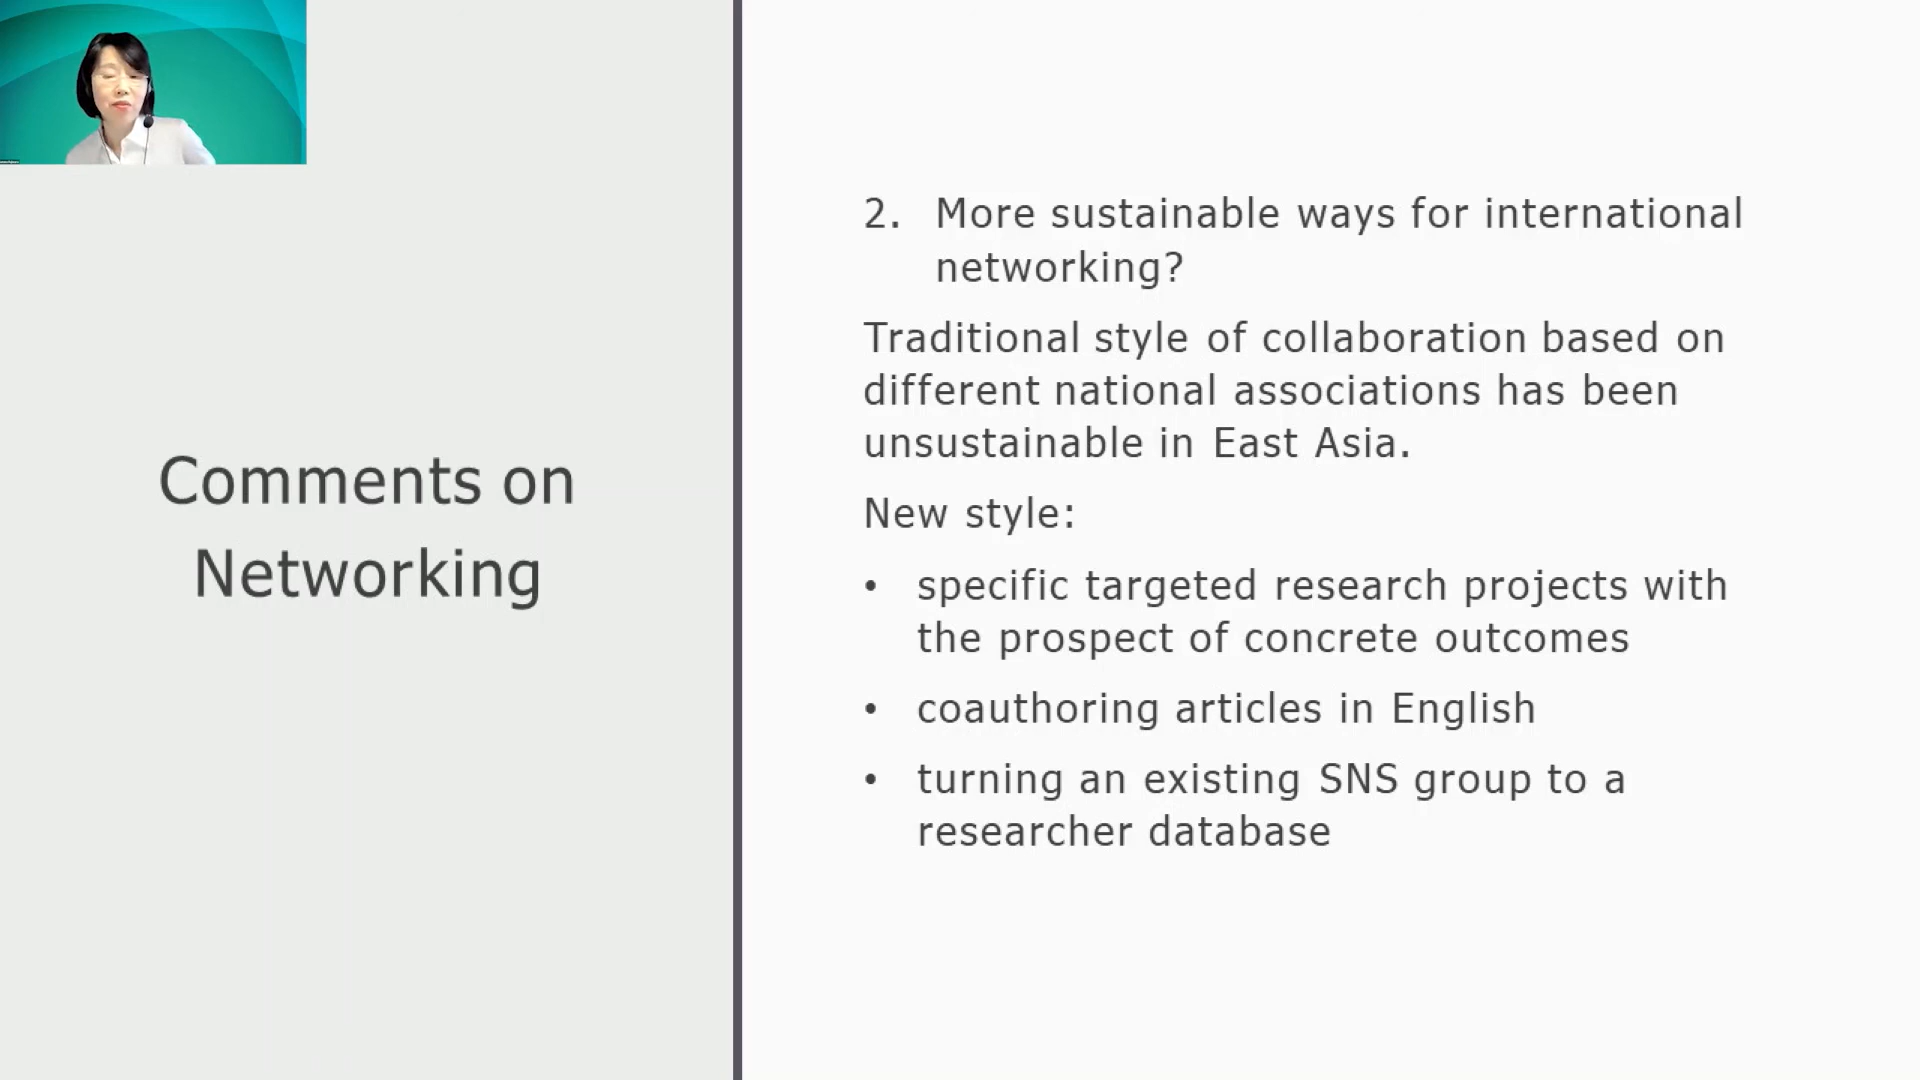 Comments on
Networking
2. More sustainable ways for international
networking?
Traditional style of collaboration based on
different national associations has been
unsustainable in East Asia.
New style:
• specific targeted research projects with
the prospect of concrete outcomes
• coauthoring articles in English
• turning an existing SNS group to a
researcher database